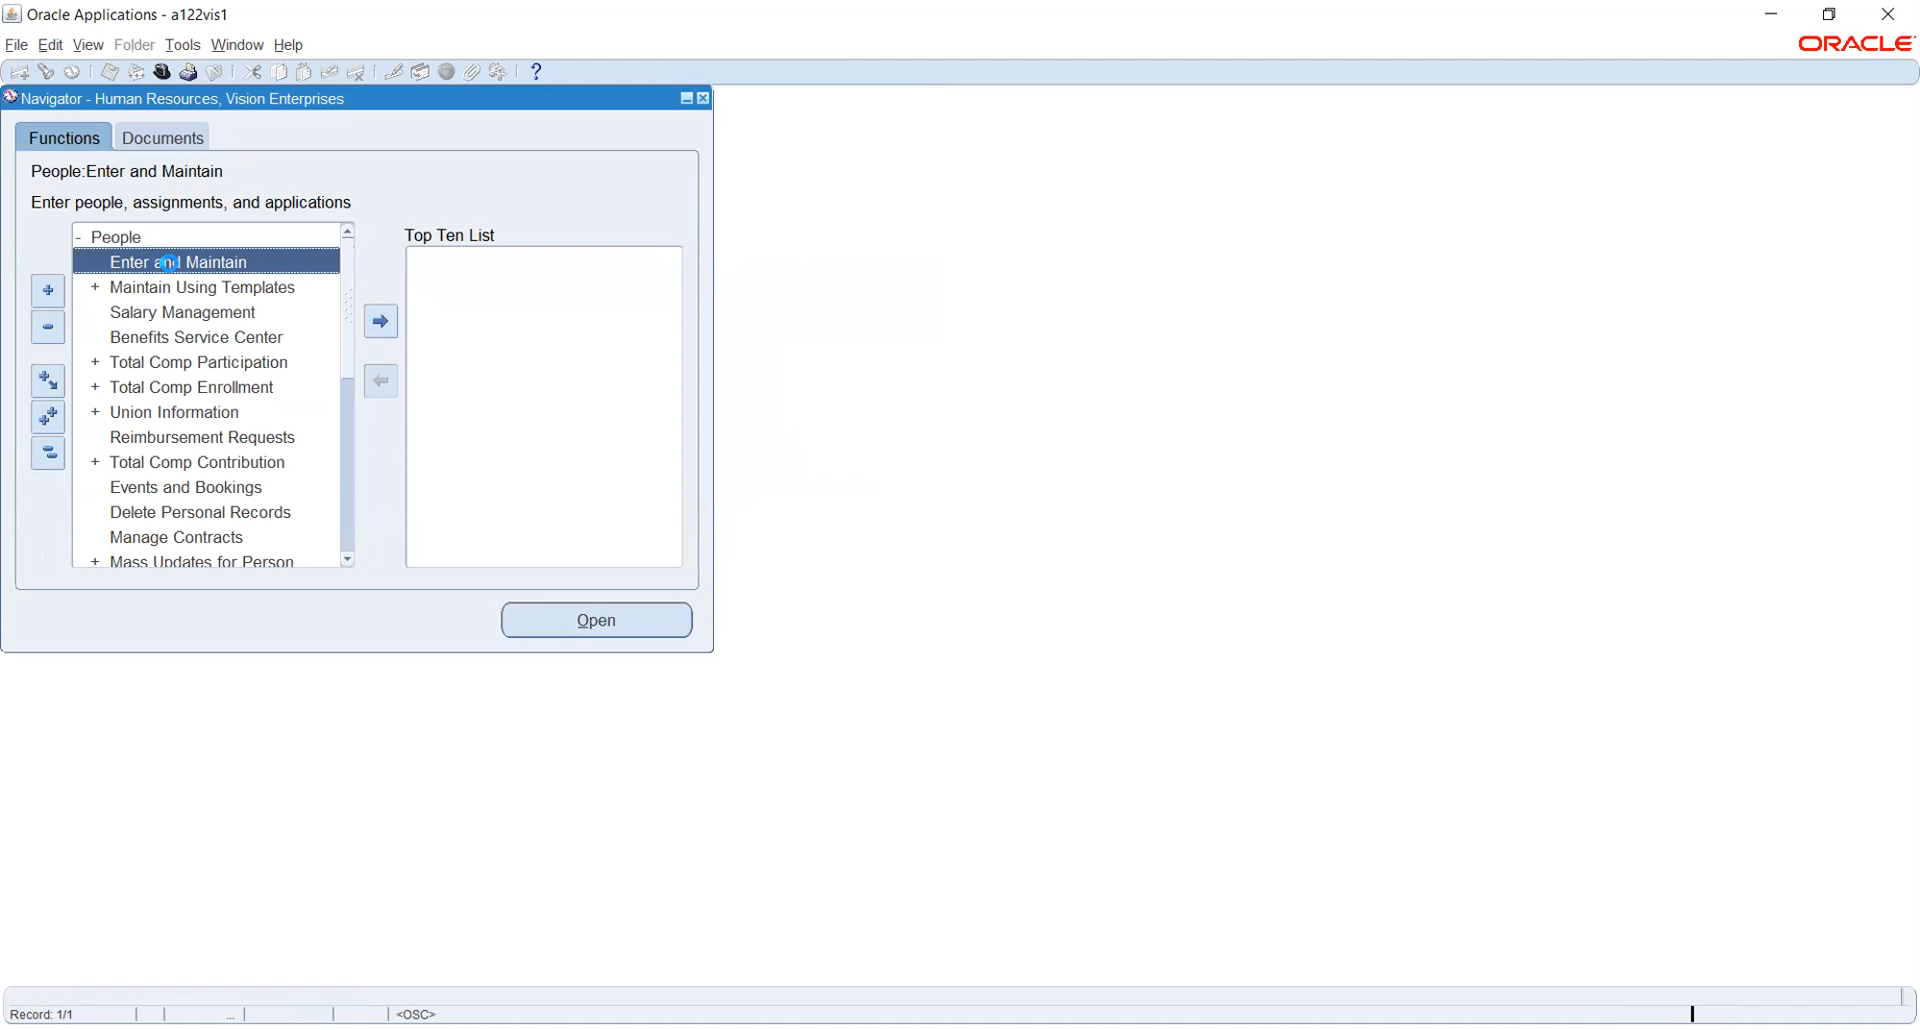 Oracle Applications - a122vis1
File Edit View Folder Tools Window Help
ORACLE
Navigator - Human Resources, Vision Enterprises
Functions Documents
People:Enter and Maintain
Enter people, assignments, and applications
- People
Enter and Maintain
+ Maintain Using Templates
Salary Management
Benefits Service Center
+ Total Comp Participation
+ Total Comp Enrollment
+ Union Information
Reimbursement Requests
+ Total Comp Contribution
Events and Bookings
Delete Personal Records
Manage Contracts
+ Mass Updates for Person
Top Ten List
Open
Record: 1/1 ... <OSC>